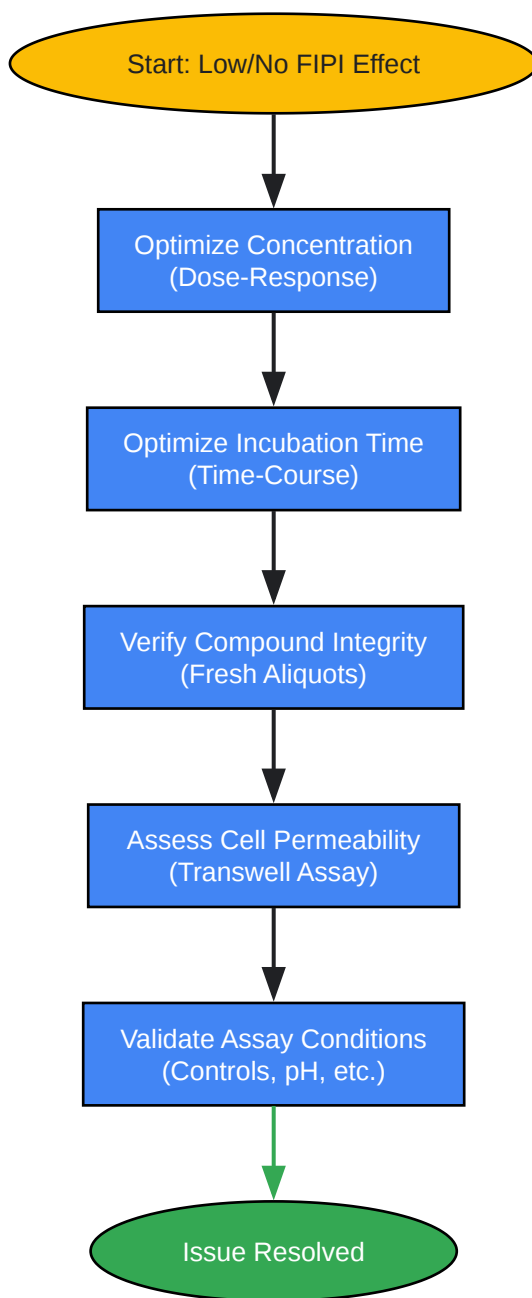 Start: Low/No FIPI Effect
Optimize Concentration
(Dose-Response)
Optimize Incubation Time
(Time-Course)
Verify Compound Integrity
(Fresh Aliquots)
Assess Cell Permeability
(Transwell Assay)
Validate Assay Conditions
(Controls, pH, etc.)
Issue Resolved